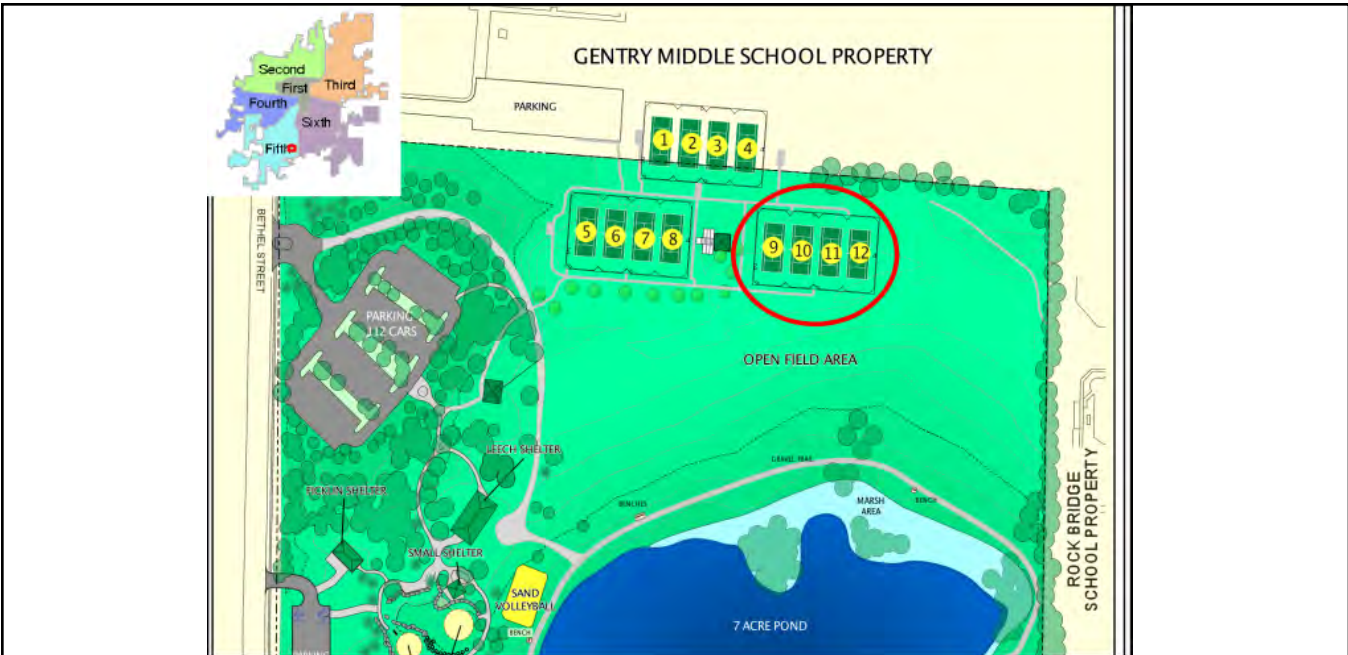 Second
First
Third
Fourth
Sixth
Fifth
GENTRY MIDDLE SCHOOL PROPERTY
PARKING
1
2
3
4
5
6
7
8
9
10
11
12
BETHEL STREET
PARKING
112 CARS
OPEN FIELD AREA
LEECH SHELTER
PICKLIN SHELTER
GRAVEL TRAIL
BENCHES
BENCH
MARSH
AREA
ROCK BRIDGE
SCHOOL PROPERTY
SMALL SHELTER
SAND
VOLLEYBALL
BENCH
7 ACRE POND
PARKING